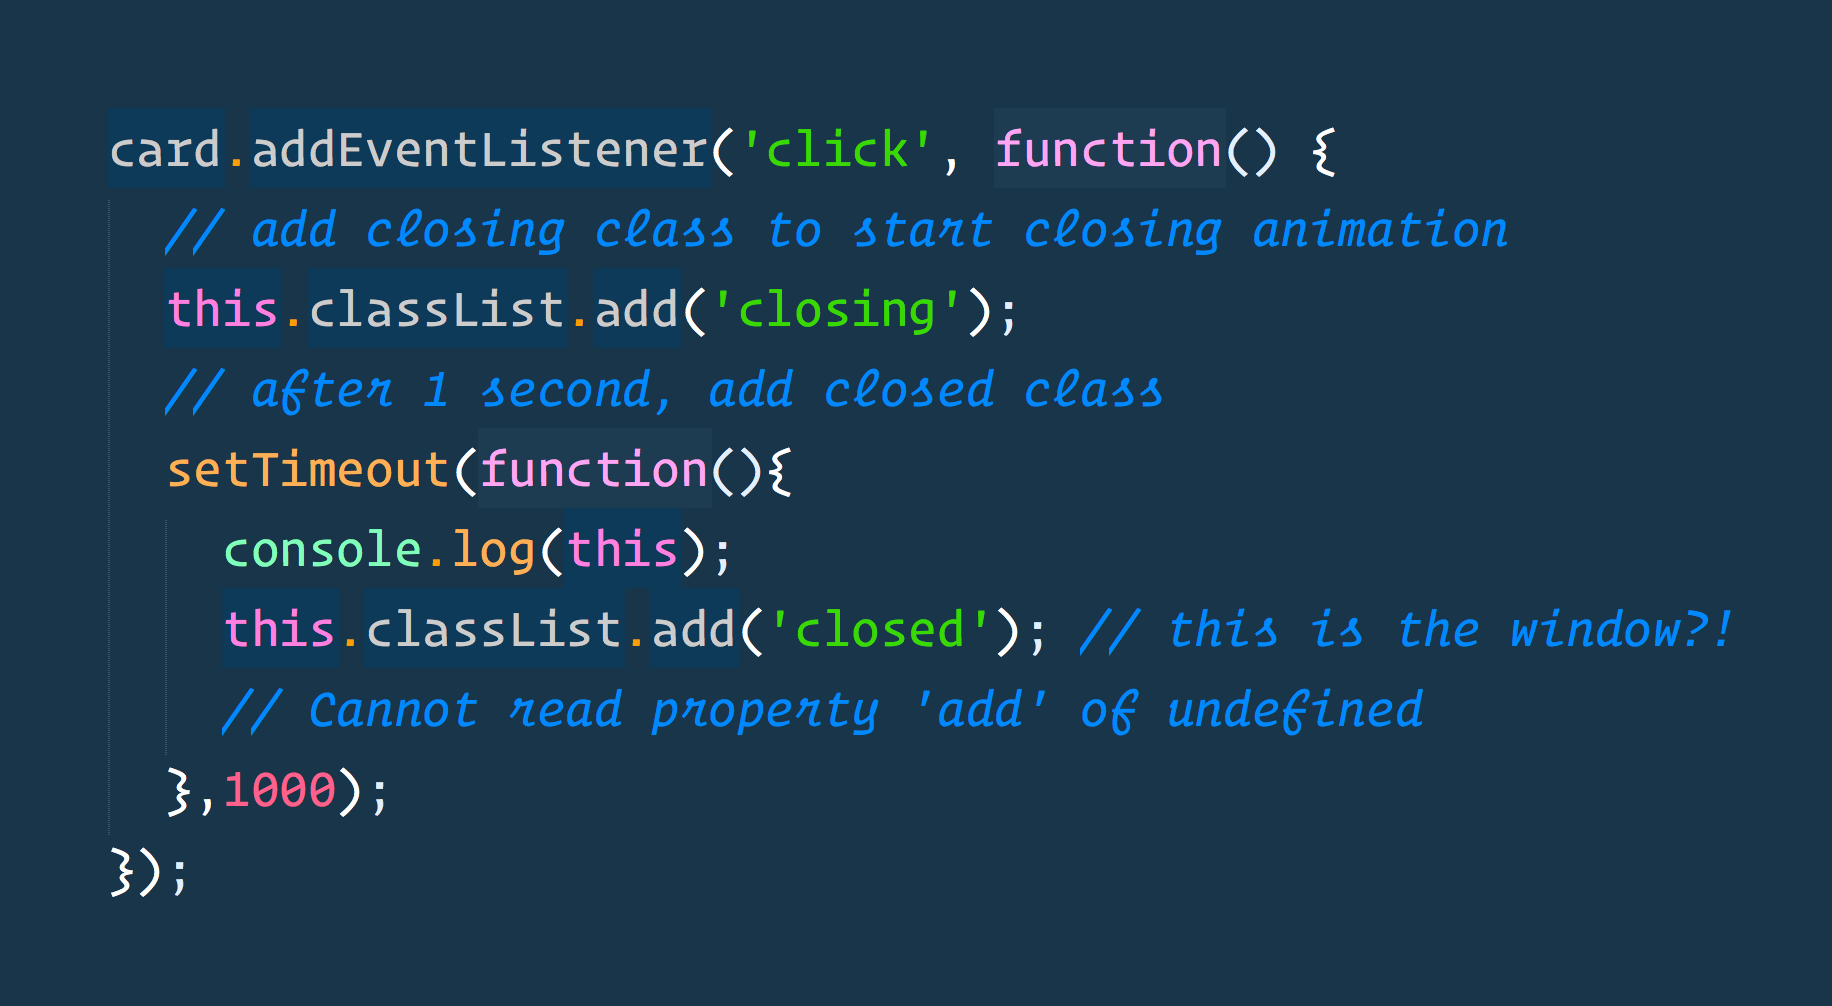 card.addEventListener('click', function() {
  // add closing class to start closing animation
  this.classList.add('closing');
  // after 1 second, add closed class
  setTimeout(function(){
    console.log(this);
    this.classList.add('closed'); // this is the window?!
    // Cannot read property 'add' of undefined
  },1000);
});